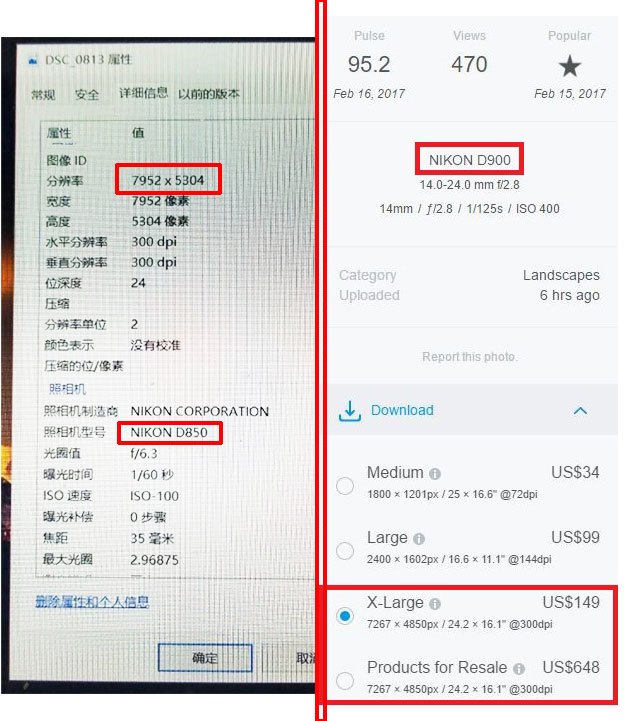 DSC_0813 属性
常规 安全 详细信息 以前的版本
属性 值
图像 ID
分辨率 7952 x 5304
宽度 7952 像素
高度 5304 像素
水平分辨率 300 dpi
垂直分辨率 300 dpi
位深度 24
压缩
分辨率单位 2
颜色表示 没有校准
压缩的位/像素
照相机
照相机制造商 NIKON CORPORATION
照相机型号 NIKON D850
光圈值 f/6.3
曝光时间 1/60 秒
ISO 速度 ISO-100
曝光补偿 0 步骤
焦距 35 毫米
最大光圈 2.96875
删除属性和个人信息
确定 取消
Pulse Views Popular
95.2 470 ★
Feb 16, 2017 Feb 15, 2017
NIKON D900
14.0-24.0 mm f/2.8
14mm / ƒ/2.8 / 1/125s / ISO 400
Category Landscapes
Uploaded 6 hrs ago
Report this photo.
Download
Medium US$34
1800 × 1201px / 25 × 16.6" @72dpi
Large US$99
2400 × 1602px / 16.6 × 11.1" @144dpi
X-Large US$149
7267 × 4850px / 24.2 × 16.1" @300dpi
Products for Resale US$648
7267 × 4850px / 24.2 × 16.1" @300dpi